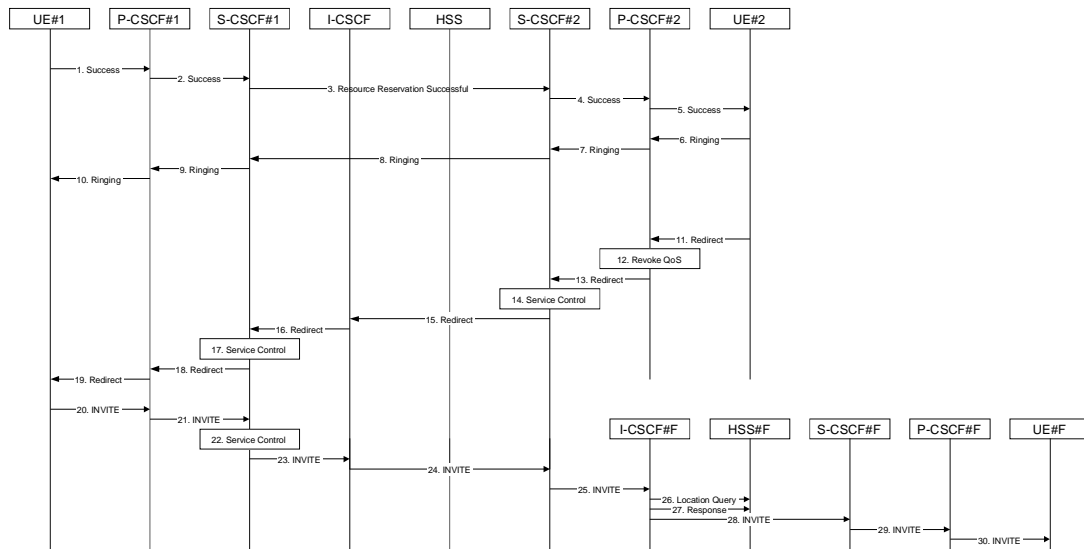 UE#1
P-CSCF#1
S-CSCF#1
I-CSCF
HSS
S-CSCF#2
P-CSCF#2
UE#2
1. Success
2. Success
3. Resource Reservation Successful
4. Success
5. Success
6. Ringing
7. Ringing
8. Ringing
9. Ringing
10. Ringing
11. Redirect
12. Revoke QoS
13. Redirect
14. Service Control
15. Redirect
16. Redirect
17. Service Control
18. Redirect
19. Redirect
20. INVITE
21. INVITE
I-CSCF#F
HSS#F
S-CSCF#F
P-CSCF#F
UE#F
22. Service Control
23. INVITE
24. INVITE
25. INVITE
26. Location Query
27. Response
28. INVITE
29. INVITE
30. INVITE